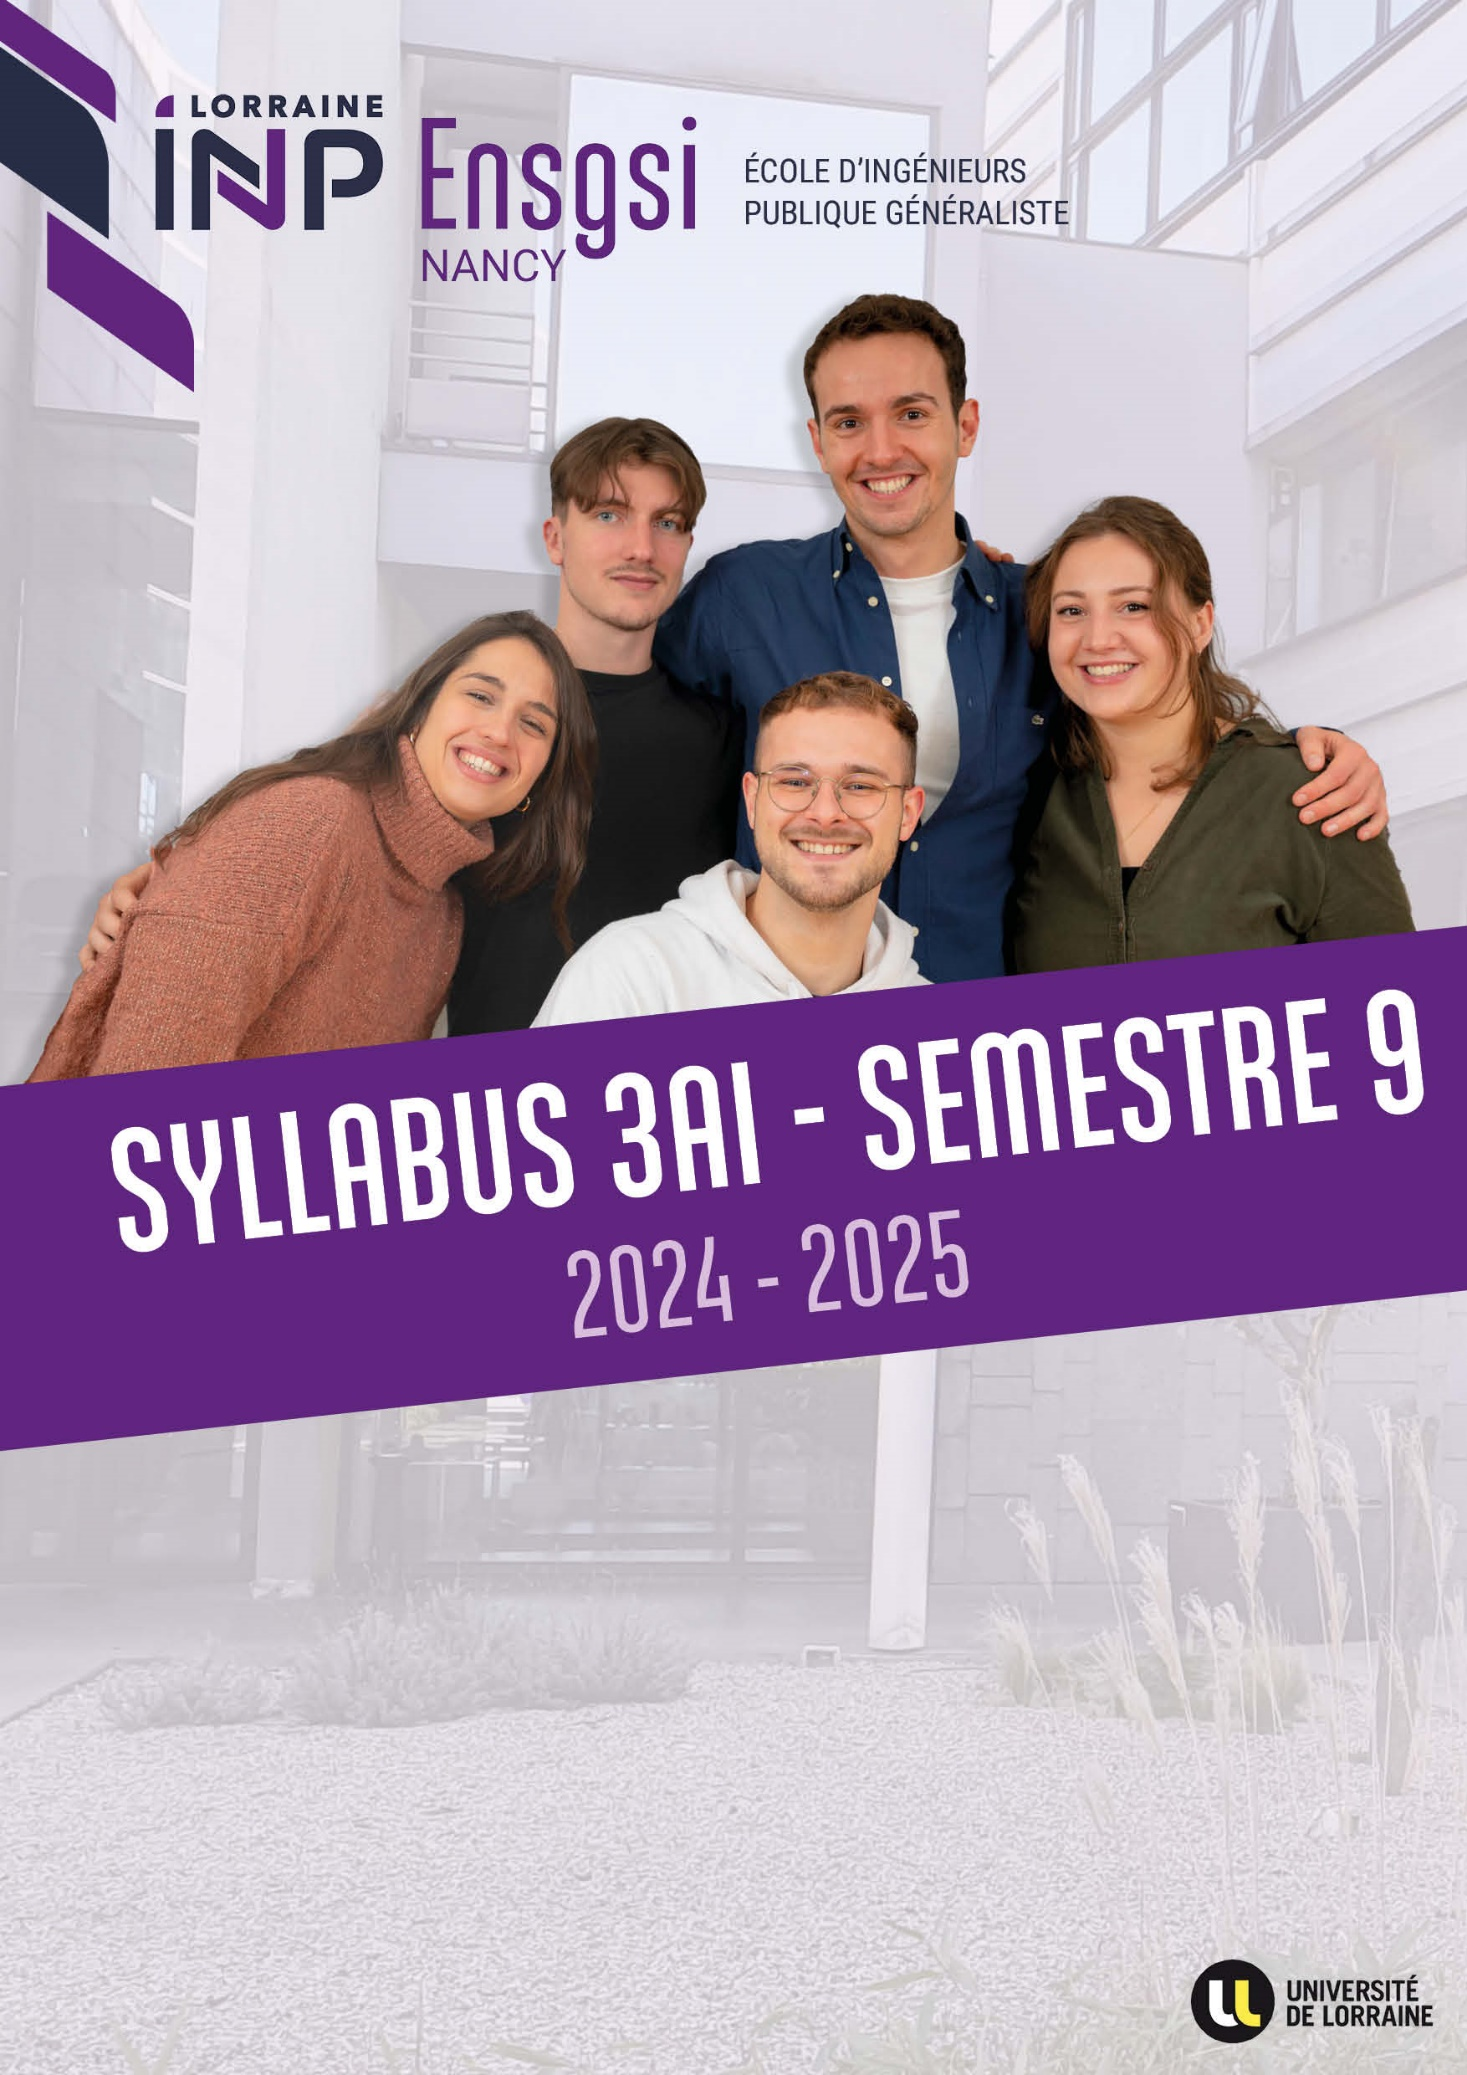 LORRAINE
INP
Ensgsi
NANCY
ÉCOLE D'INGÉNIEURS
PUBLIQUE GÉNÉRALISTE
SYLLABUS 3AI - SEMESTRE 9
2024 - 2025
UNIVERSITÉ
DE LORRAINE